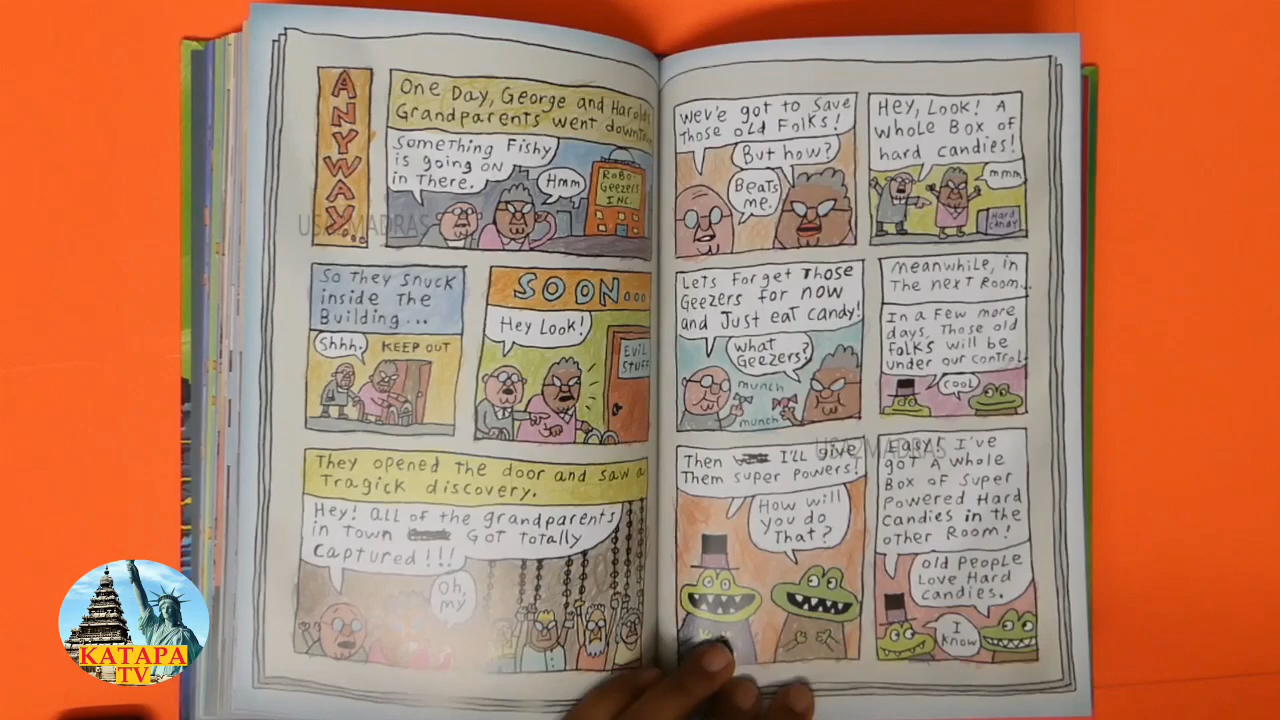 ANYWAY..
One Day, George and Harolds
Grandparents went downtown
Something Fishy
is going on
in There.
Hmm
ROBO-
GEEZERS
INC.
So They snuck
inside The
Building...
Shhh.
KEEP OUT
SOON...
Hey Look!
EVIL
STUFF
They opened the door and saw a
Tragick discovery.
Hey! all of the grandparents
in Town Got totally
captured!!!
Oh,
my
wev'e got to save
Those old Folks!
But how?
Beats
me.
Hey, Look! A
whole Box of
hard candies!
mmm
Hard
CANDY
Lets Forget Those
Geezers for now
and Just eat candy!
what
Geezers?
munch
munch
Meanwhile, in
The next Room...
In a Few more
days, Those old
folks will be
under our control
COOL
Then I'll give
Them super powers!
How will
you do
That?
Easy! I've
got a whole
Box of Super
Powered Hard
Candies in the
other Room!
old People
Love Hard
candies.
I
know
USA2MADRAS
USA2MADRAS
KATAPA
TV